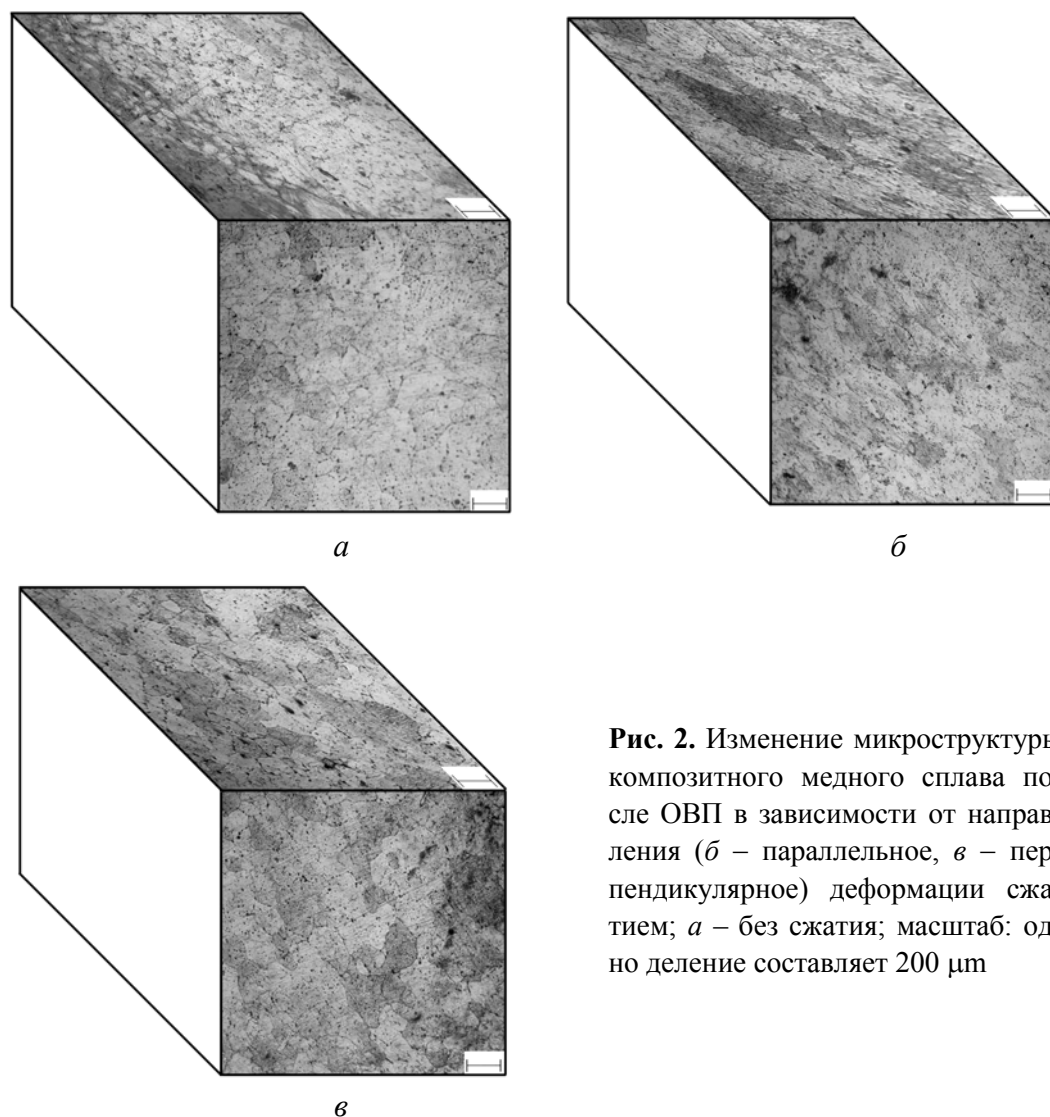 а
б
в
Рис. 2. Изменение микроструктуры
композитного медного сплава по
сле ОВП в зависимости от направ
ления (б – параллельное, в – пер
пендикулярное) деформации сжа
тием; а – без сжатия; масштаб: од
но деление составляет 200 μm